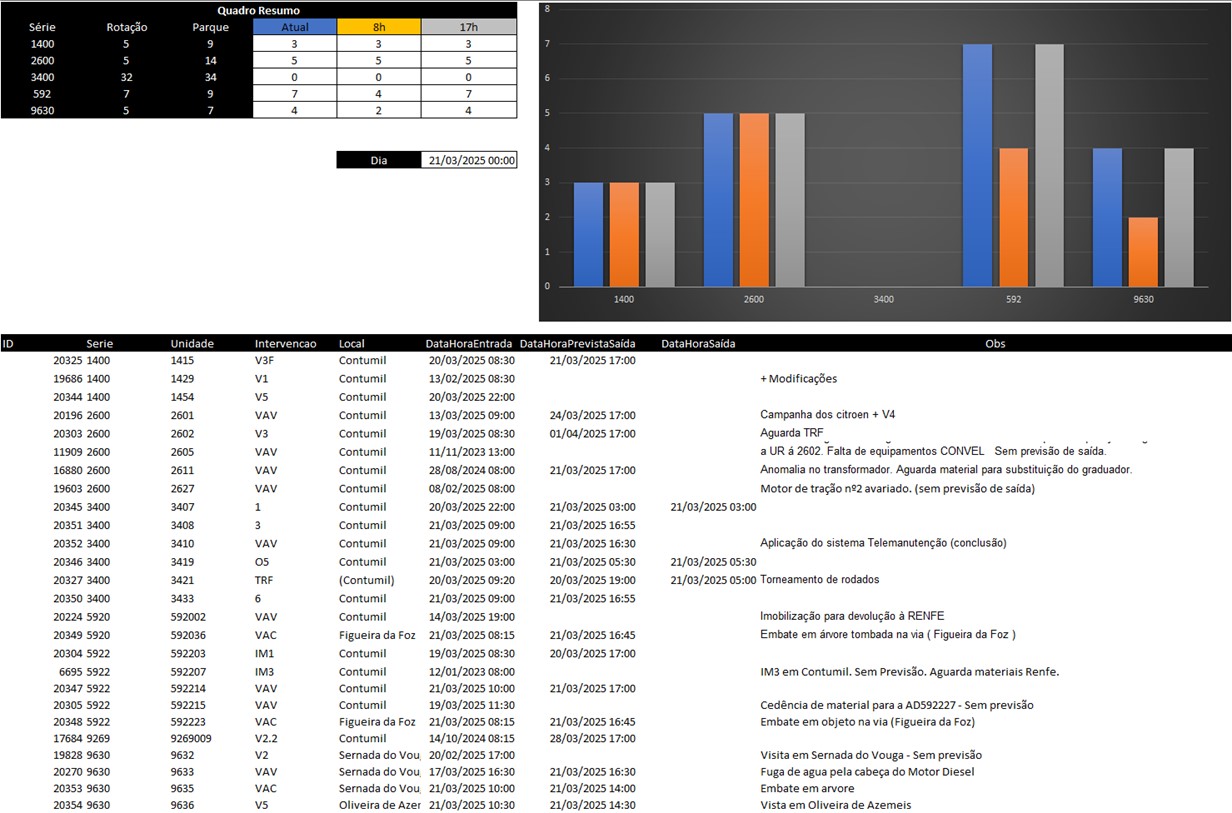 Quadro Resumo
Série Rotação Parque Atual 8h 17h
1400 5 9 3 3 3
2600 5 14 5 5 5
3400 32 34 0 0 0
592 7 9 7 4 7
9630 5 7 4 2 4
Dia 21/03/2025 00:00
8
7
6
5
4
3
2
1
0
1400 2600 3400 592 9630
ID Serie Unidade Intervencao Local DataHoraEntrada DataHoraPrevistaSaída DataHoraSaída Obs
20325 1400 1415 V3F Contumil 20/03/2025 08:30 21/03/2025 17:00
19686 1400 1429 V1 Contumil 13/02/2025 08:30 + Modificações
20344 1400 1454 V5 Contumil 20/03/2025 22:00
20196 2600 2601 VAV Contumil 13/03/2025 09:00 24/03/2025 17:00 Campanha dos citroen + V4
20303 2600 2602 V3 Contumil 19/03/2025 08:30 01/04/2025 17:00 Aguarda TRF
11909 2600 2605 VAV Contumil 11/11/2023 13:00 a UR á 2602. Falta de equipamentos CONVEL Sem previsão de saída.
16880 2600 2611 VAV Contumil 28/08/2024 08:00 21/03/2025 17:00 Anomalia no transformador. Aguarda material para substituição do graduador.
19603 2600 2627 VAV Contumil 08/02/2025 08:00 Motor de tração nº2 avariado. (sem previsão de saída)
20345 3400 3407 1 Contumil 20/03/2025 22:00 21/03/2025 03:00 21/03/2025 03:00
20351 3400 3408 3 Contumil 21/03/2025 09:00 21/03/2025 16:55
20352 3400 3410 VAV Contumil 21/03/2025 09:00 21/03/2025 16:30 Aplicação do sistema Telemanutenção (conclusão)
20346 3400 3419 O5 Contumil 21/03/2025 03:00 21/03/2025 05:30 21/03/2025 05:30
20327 3400 3421 TRF (Contumil) 20/03/2025 09:20 20/03/2025 19:00 21/03/2025 05:00 Torneamento de rodados
20350 3400 3433 6 Contumil 21/03/2025 09:00 21/03/2025 16:55
20224 5920 592002 VAV Contumil 14/03/2025 19:00 Imobilização para devolução à RENFE
20349 5920 592036 VAC Figueira da Foz 21/03/2025 08:15 21/03/2025 16:45 Embate em árvore tombada na via ( Figueira da Foz )
20304 5922 592203 IM1 Contumil 19/03/2025 08:30 20/03/2025 17:00
6695 5922 592207 IM3 Contumil 12/01/2023 08:00 IM3 em Contumil. Sem Previsão. Aguarda materiais Renfe.
20347 5922 592214 VAV Contumil 21/03/2025 10:00 21/03/2025 17:00
20305 5922 592215 VAV Contumil 19/03/2025 11:30 Cedência de material para a AD592227 - Sem previsão
20348 5922 592223 VAC Figueira da Foz 21/03/2025 08:15 21/03/2025 16:45 Embate em objeto na via (Figueira da Foz)
17684 9269 9269009 V2.2 Contumil 14/10/2024 08:15 28/03/2025 17:00
19828 9630 9632 V2 Sernada do Vou 20/02/2025 17:00 Visita em Sernada do Vouga - Sem previsão
20270 9630 9633 VAV Sernada do Vou 17/03/2025 16:30 21/03/2025 16:30 Fuga de agua pela cabeça do Motor Diesel
20353 9630 9635 VAC Sernada do Vou 21/03/2025 10:00 21/03/2025 14:00 Embate em arvore
20354 9630 9636 V5 Oliveira de Azer 21/03/2025 10:30 21/03/2025 14:30 Vista em Oliveira de Azemeis